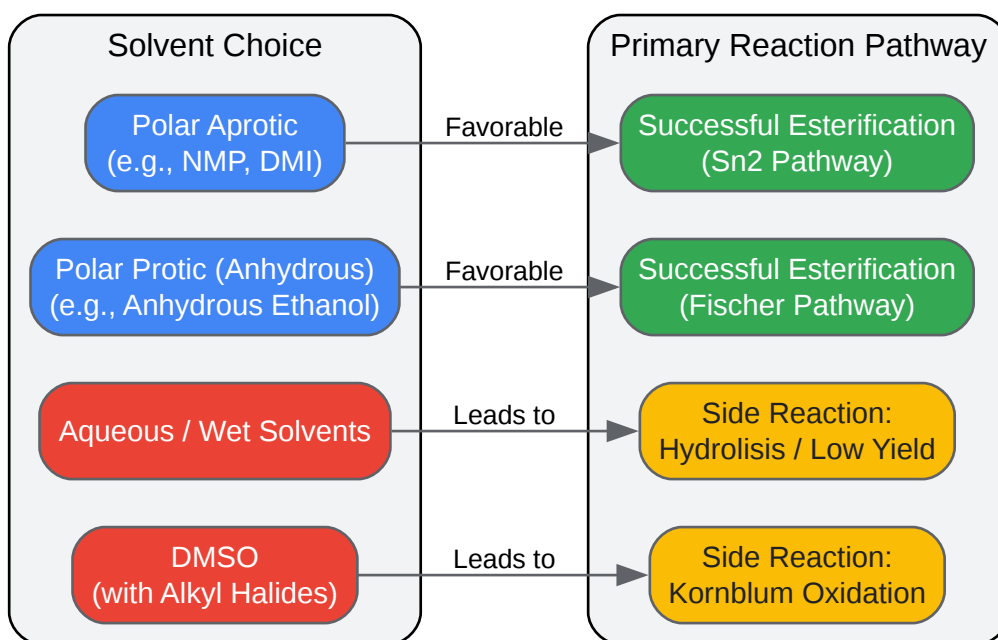 Solvent Choice
Primary Reaction Pathway
Polar Aprotic
(e.g., NMP, DMI)
Favorable
Successful Esterification
(Sn2 Pathway)
Polar Protic (Anhydrous)
(e.g., Anhydrous Ethanol)
Favorable
Successful Esterification
(Fischer Pathway)
Aqueous / Wet Solvents
Leads to
Side Reaction:
Hydrolisis / Low Yield
DMSO
(with Alkyl Halides)
Leads to
Side Reaction:
Kornblum Oxidation